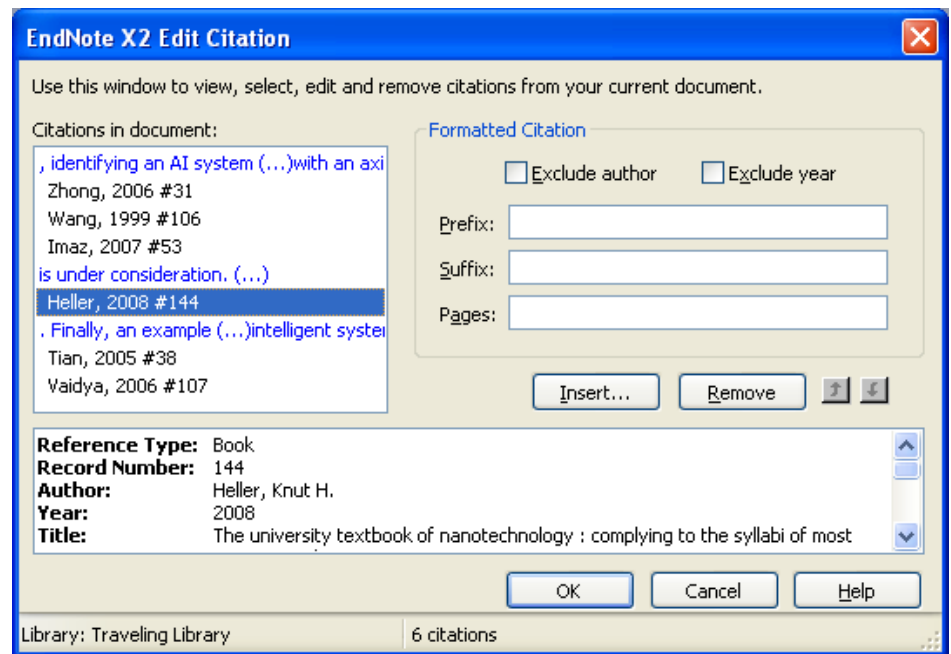 EndNote X2 Edit Citation
Use this window to view, select, edit and remove citations from your current document.
Citations in document:
, identifying an AI system (...)with an axi
Zhong, 2006 #31
Wang, 1999 #106
Imaz, 2007 #53
is under consideration. (...)
Heller, 2008 #144
. Finally, an example (...)intelligent syster
Tian, 2005 #38
Vaidya, 2006 #107
Formatted Citation
Exclude author Exclude year
Prefix:
Suffix:
Pages:
Insert... Remove
Reference Type: Book
Record Number: 144
Author: Heller, Knut H.
Year: 2008
Title: The university textbook of nanotechnology : complying to the syllabi of most
OK Cancel Help
Library: Traveling Library 6 citations